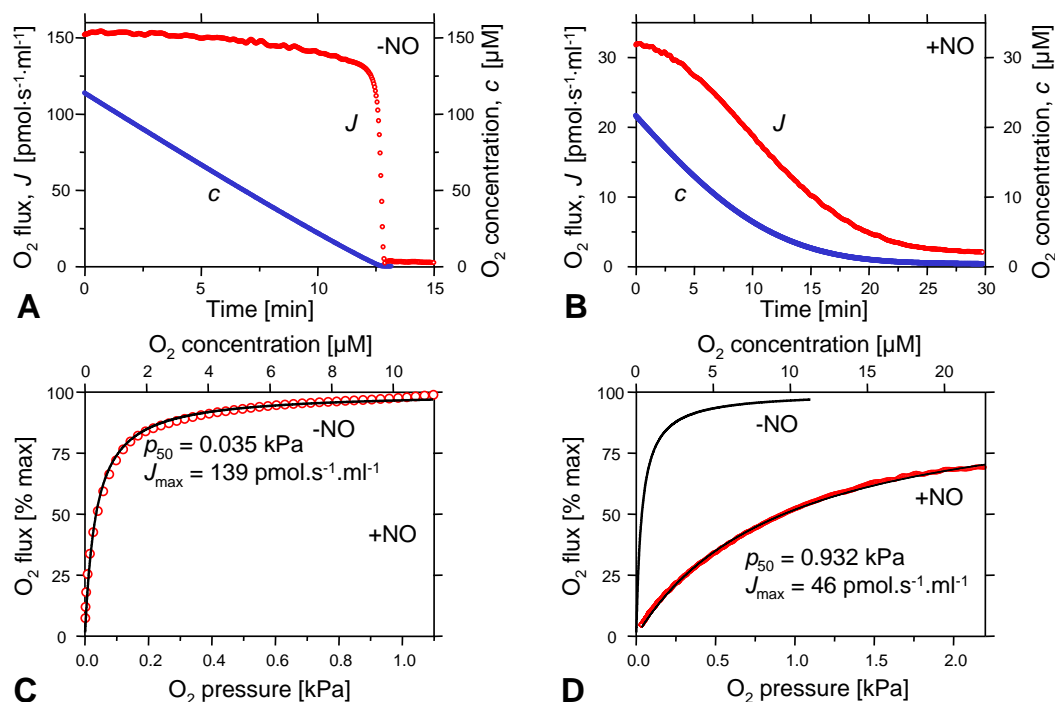 -NO
J
c
O₂ flux, J [pmol·s⁻¹·ml⁻¹]
150
100
50
0
150
100
50
0
O₂ concentration, c [µM]
0
5
10
15
Time [min]
A
+NO
J
c
O₂ flux, J [pmol·s⁻¹·ml⁻¹]
30
20
10
0
30
20
10
0
O₂ concentration, c [µM]
0
5
10
15
20
25
30
Time [min]
B
O₂ concentration [µM]
0
2
4
6
8
10
O₂ flux [% max]
100
75
50
25
0
-NO
p₅₀ = 0.035 kPa
Jmax = 139 pmol.s⁻¹.ml⁻¹
+NO
0.0
0.2
0.4
0.6
0.8
1.0
O₂ pressure [kPa]
C
O₂ concentration [µM]
0
5
10
15
20
O₂ flux [% max]
100
75
50
25
0
-NO
+NO
p₅₀ = 0.932 kPa
Jmax = 46 pmol.s⁻¹.ml⁻¹
0.0
0.5
1.0
1.5
2.0
O₂ pressure [kPa]
D